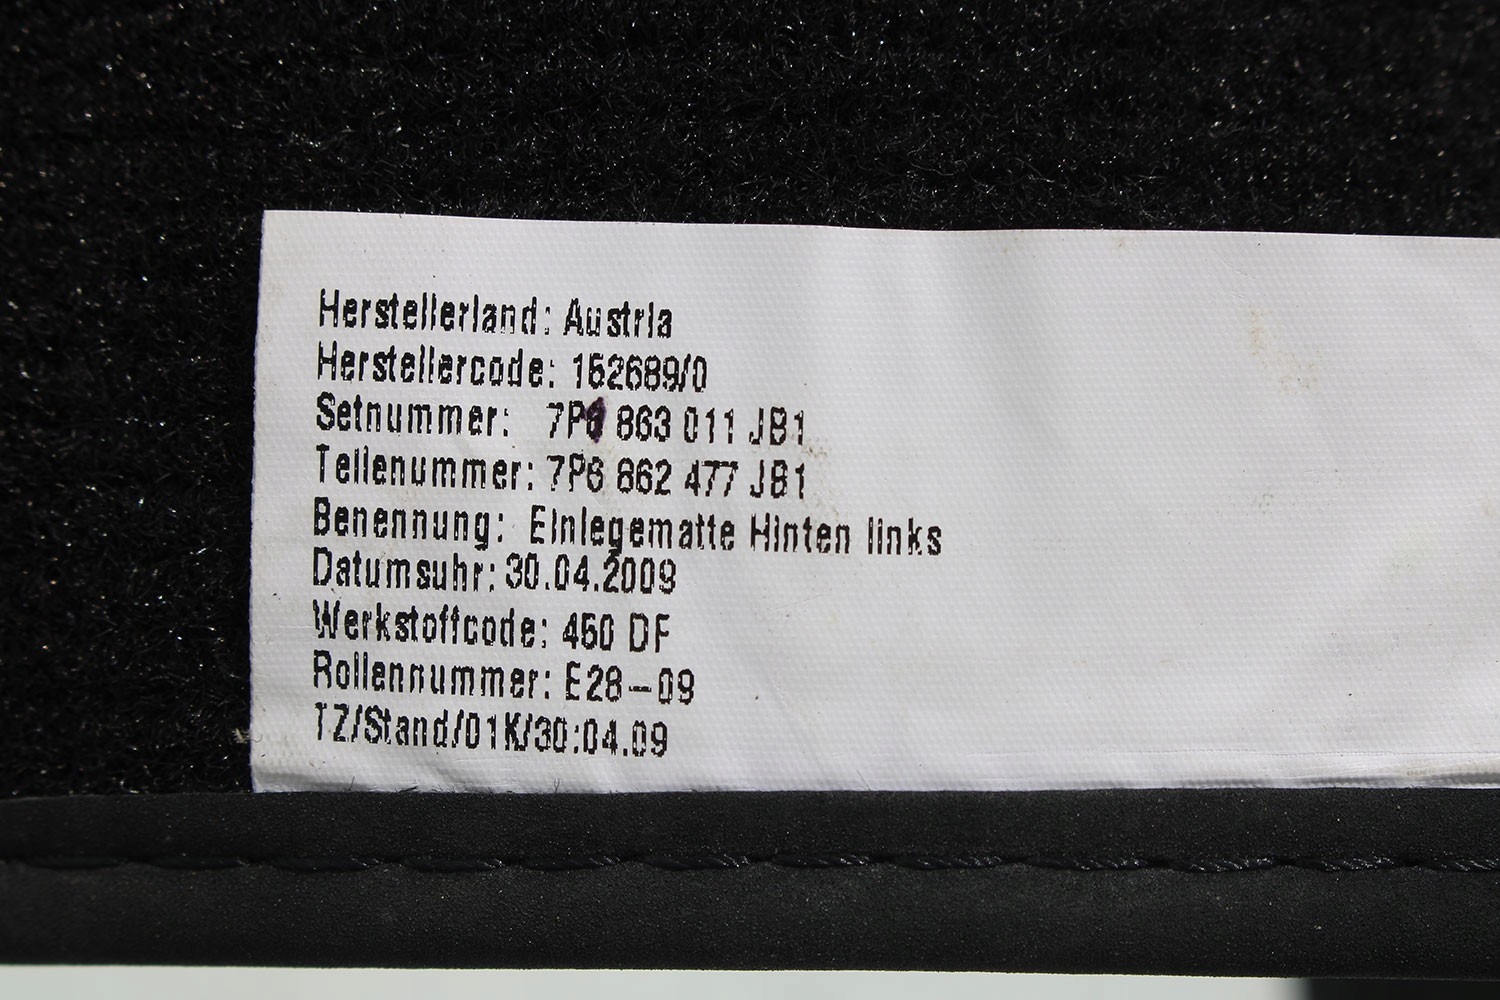 Herstellerland: Austria
Herstellercode: 152689/0
Setnummer: 863 011 JB1
Teilenummer: 7P6 862 477 JB1
Benennung: Einlegematte Hinten links
Datumsuhr: 30.04.2009
Werkstoffcode: 450 DF
Rollennummer: E28-09
TZ/Stand/01K/30:04.09